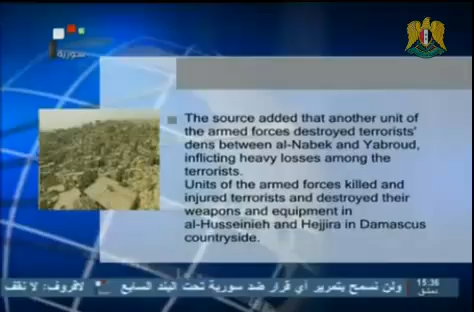 سورية
The source added that another unit of
the armed forces destroyed terrorists'
dens between al-Nabek and Yabroud,
inflicting heavy losses among the
terrorists.
Units of the armed forces killed and
injured terrorists and destroyed their
weapons and equipment in
al-Husseinieh and Hejjira in Damascus
countryside.
15:36
دمشق
ولن نسمح بتمرير أي قرار ضد سورية تحت البند السابع
لافروف: لا نقف